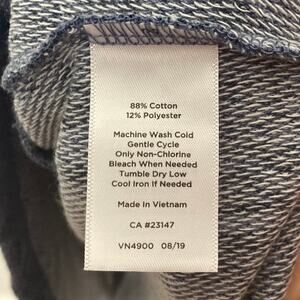 88% Cotton
12% Polyester
Machine Wash Cold
Gentle Cycle
Only Non-Chlorine
Bleach When Needed
Tumble Dry Low
Cool Iron If Needed
Made in Vietnam
CA #23147
VN4900 08/19